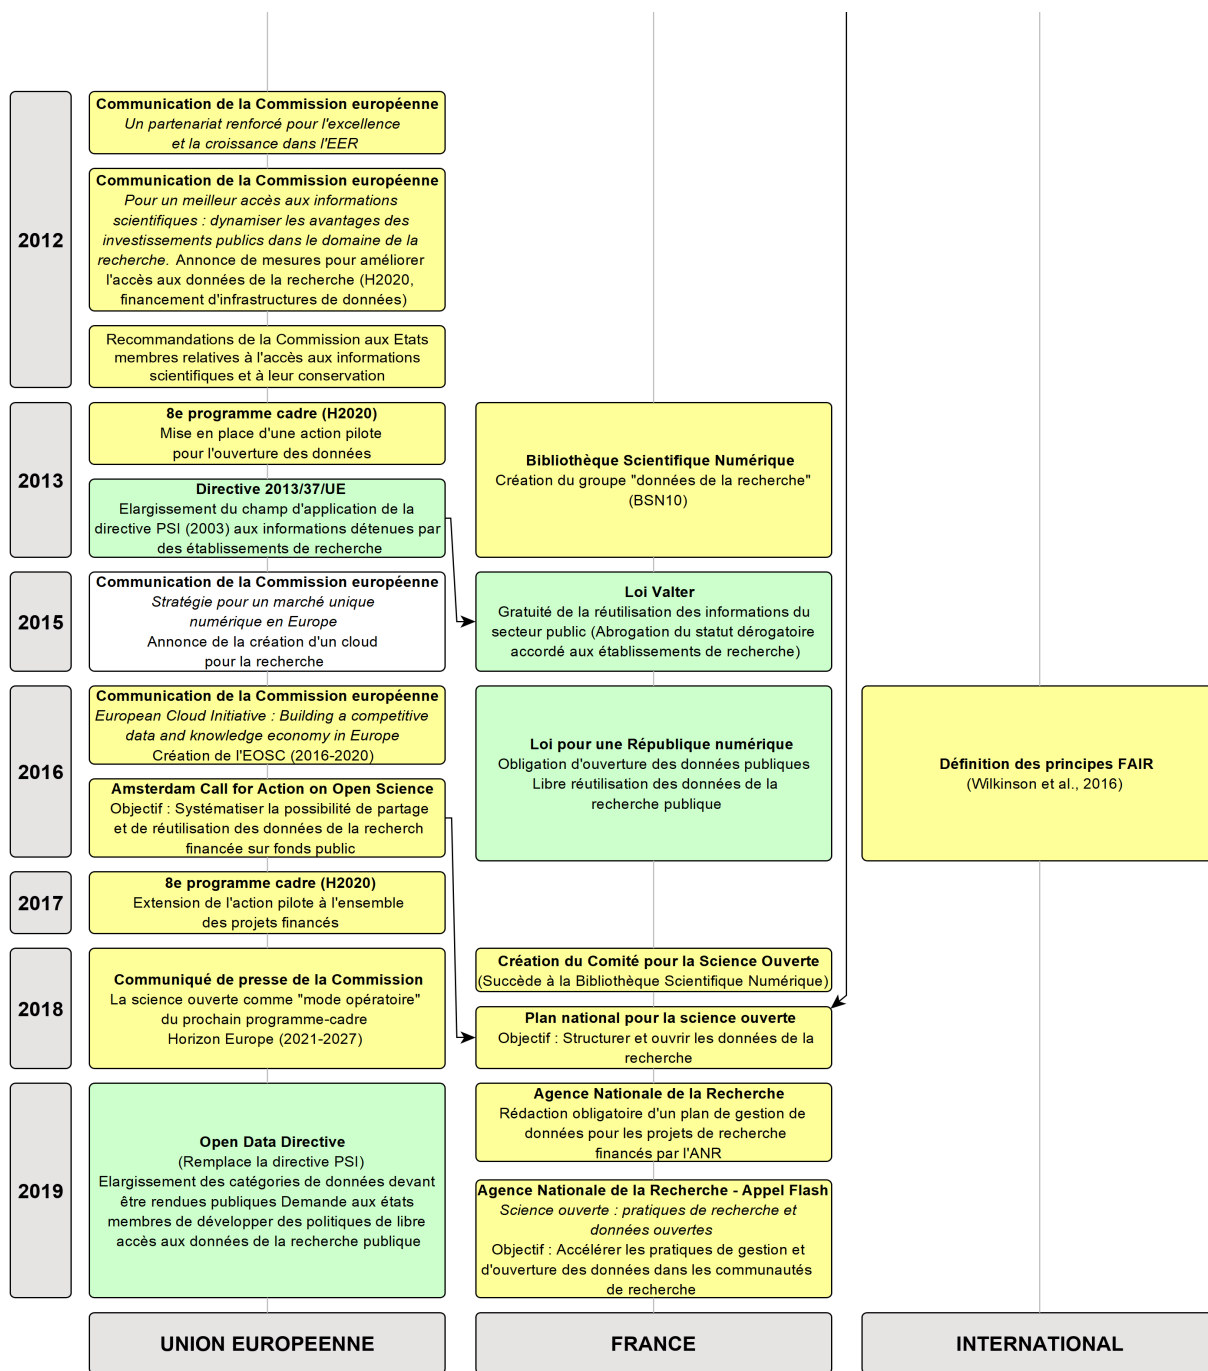 2012
Communication de la Commission européenne
Un partenariat renforcé pour l'excellence
et la croissance dans l'EER
Communication de la Commission européenne
Pour un meilleur accès aux informations
scientifiques : dynamiser les avantages des
investissements publics dans le domaine de la
recherche. Annonce de mesures pour améliorer
l'accès aux données de la recherche (H2020,
financement d'infrastructures de données)
Recommandations de la Commission aux Etats
membres relatives à l'accès aux informations
scientifiques et à leur conservation
2013
8e programme cadre (H2020)
Mise en place d'une action pilote
pour l'ouverture des données
Directive 2013/37/UE
Elargissement du champ d'application de la
directive PSI (2003) aux informations détenues par
des établissements de recherche
Bibliothèque Scientifique Numérique
Création du groupe "données de la recherche"
(BSN10)
2015
Communication de la Commission européenne
Stratégie pour un marché unique
numérique en Europe
Annonce de la création d'un cloud
pour la recherche
Loi Valter
Gratuité de la réutilisation des informations du
secteur public (Abrogation du statut dérogatoire
accordé aux établissements de recherche)
2016
Communication de la Commission européenne
European Cloud Initiative : Building a competitive
data and knowledge economy in Europe
Création de l'EOSC (2016-2020)
Amsterdam Call for Action on Open Science
Objectif : Systématiser la possibilité de partage
et de réutilisation des données de la recherch
financée sur fonds public
Loi pour une République numérique
Obligation d'ouverture des données publiques
Libre réutilisation des données de la
recherche publique
Définition des principes FAIR
(Wilkinson et al., 2016)
2017
8e programme cadre (H2020)
Extension de l'action pilote à l'ensemble
des projets financés
2018
Communiqué de presse de la Commission
La science ouverte comme "mode opératoire"
du prochain programme-cadre
Horizon Europe (2021-2027)
Création du Comité pour la Science Ouverte
(Succède à la Bibliothèque Scientifique Numérique)
Plan national pour la science ouverte
Objectif : Structurer et ouvrir les données de la
recherche
2019
Open Data Directive
(Remplace la directive PSI)
Elargissement des catégories de données devant
être rendues publiques Demande aux états
membres de développer des politiques de libre
accès aux données de la recherche publique
Agence Nationale de la Recherche
Rédaction obligatoire d'un plan de gestion de
données pour les projets de recherche
financés par l'ANR
Agence Nationale de la Recherche - Appel Flash
Science ouverte : pratiques de recherche et
données ouvertes
Objectif : Accélérer les pratiques de gestion et
d'ouverture des données dans les communautés
de recherche
UNION EUROPEENNE
FRANCE
INTERNATIONAL